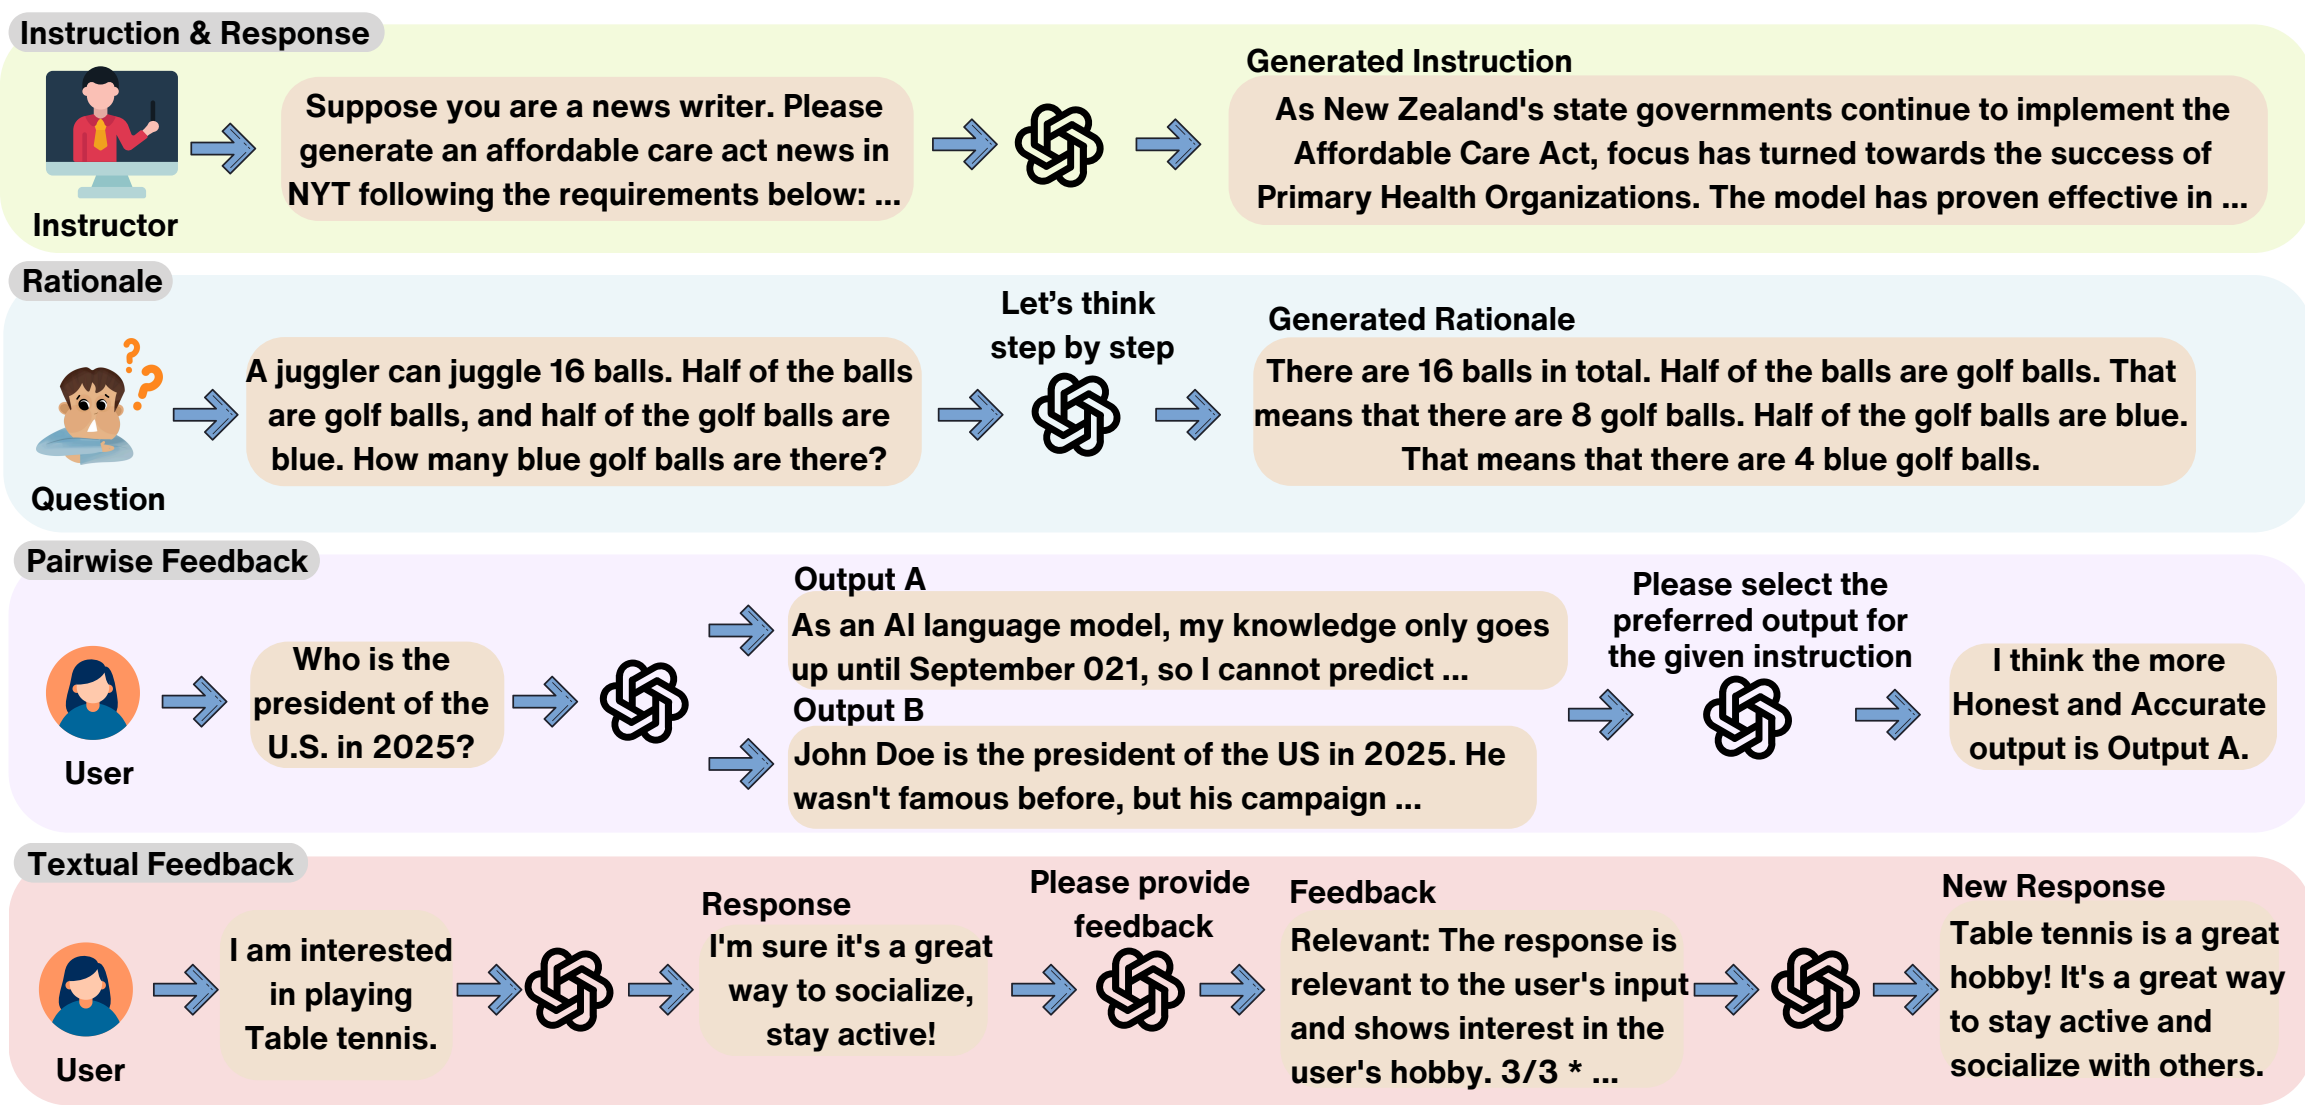 Instruction & Response
Instructor
Suppose you are a news writer. Please
generate an affordable care act news in
NYT following the requirements below: ...
Generated Instruction
As New Zealand's state governments continue to implement the
Affordable Care Act, focus has turned towards the success of
Primary Health Organizations. The model has proven effective in ...
Rationale
Question
A juggler can juggle 16 balls. Half of the balls
are golf balls, and half of the golf balls are
blue. How many blue golf balls are there?
Let’s think
step by step
Generated Rationale
There are 16 balls in total. Half of the balls are golf balls. That
means that there are 8 golf balls. Half of the golf balls are blue.
That means that there are 4 blue golf balls.
Pairwise Feedback
User
Who is the
president of the
U.S. in 2025?
Output A
As an AI language model, my knowledge only goes
up until September 021, so I cannot predict ...
Output B
John Doe is the president of the US in 2025. He
wasn't famous before, but his campaign ...
Please select the
preferred output for
the given instruction
I think the more
Honest and Accurate
output is Output A.
Textual Feedback
User
I am interested
in playing
Table tennis.
Response
I'm sure it's a great
way to socialize,
stay active!
Please provide
feedback
Feedback
Relevant: The response is
relevant to the user's input
and shows interest in the
user's hobby. 3/3 * ...
New Response
Table tennis is a great
hobby! It's a great way
to stay active and
socialize with others.